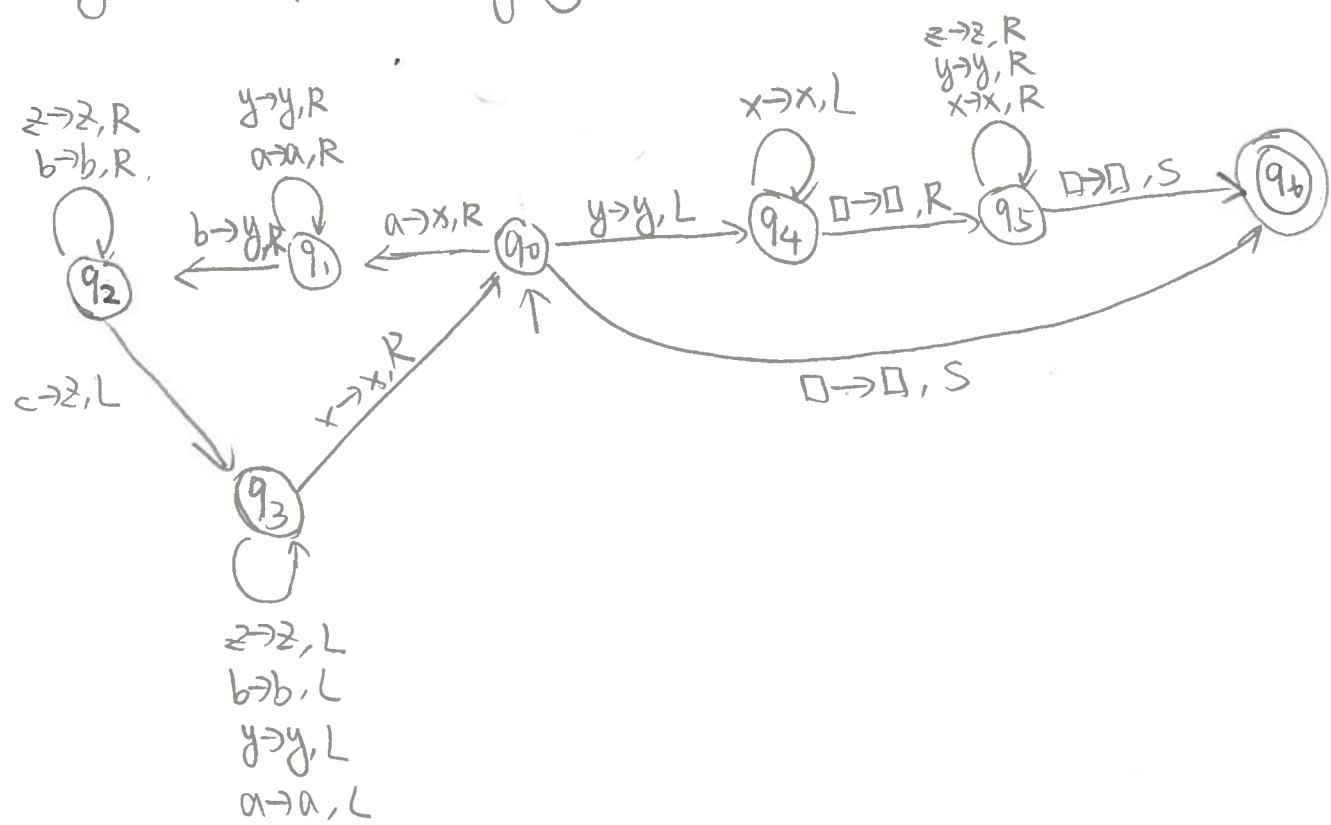 z→z, R
y→y, R
x→x, R
x→x, L
y→y, R
a→a, R
z→z, R
b→b, R.
□→□, S
q6
a→x, R
y→y, L
q4
□→□, R
q5
b→y, R
q1
q0
q2
x→x, R
□→□, S
c→z, L
q3
z→z, L
b→b, L
y→y, L
a→a, L